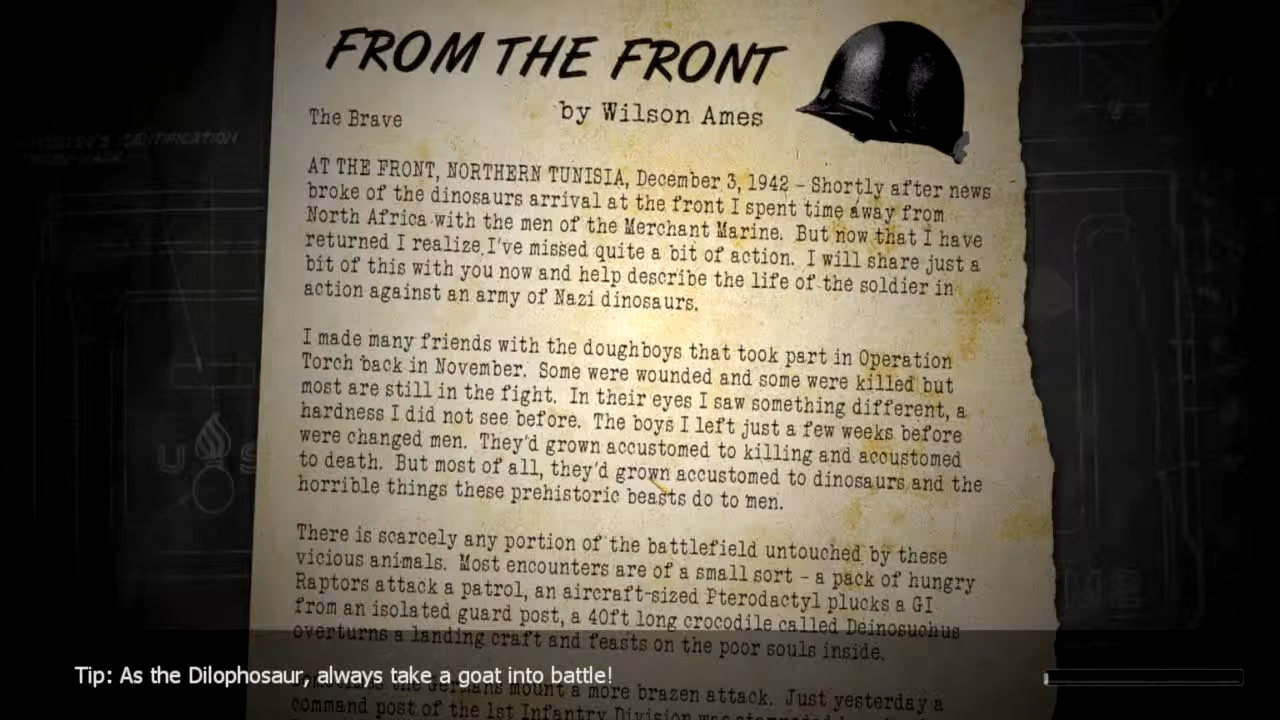 FROM THE FRONT
by Wilson Ames
The Brave
AT THE FRONT, NORTHERN TUNISIA, December 3, 1942 – Shortly after news
broke of the dinosaurs arrival at the front I spent time away from
North Africa with the men of the Merchant Marine. But now that I have
returned I realize I've missed quite a bit of action. I will share just a
bit of this with you now and help describe the life of the soldier in
action against an army of Nazi dinosaurs.
I made many friends with the doughboys that took part in Operation
Torch back in November. Some were wounded and some were killed but
most are still in the fight. In their eyes I saw something different, a
hardness I did not see before. The boys I left just a few weeks before
were changed men. They'd grown accustomed to killing and accustomed
to death. But most of all, they'd grown accustomed to dinosaurs and the
horrible things these prehistoric beasts do to men.
There is scarcely any portion of the battlefield untouched by these
vicious animals. Most encounters are of a small sort – a pack of hungry
Raptors attack a patrol, an aircraft-sized Pterodactyl plucks a GI
from an isolated guard post, a 40ft long crocodile called Deinosuchus
overturns a landing craft and feasts on the poor souls inside.
the Germans mount a more brazen attack. Just yesterday a
command post of the 1st Infantry Division was
Tip: As the Dilophosaur, always take a goat into battle!
U S